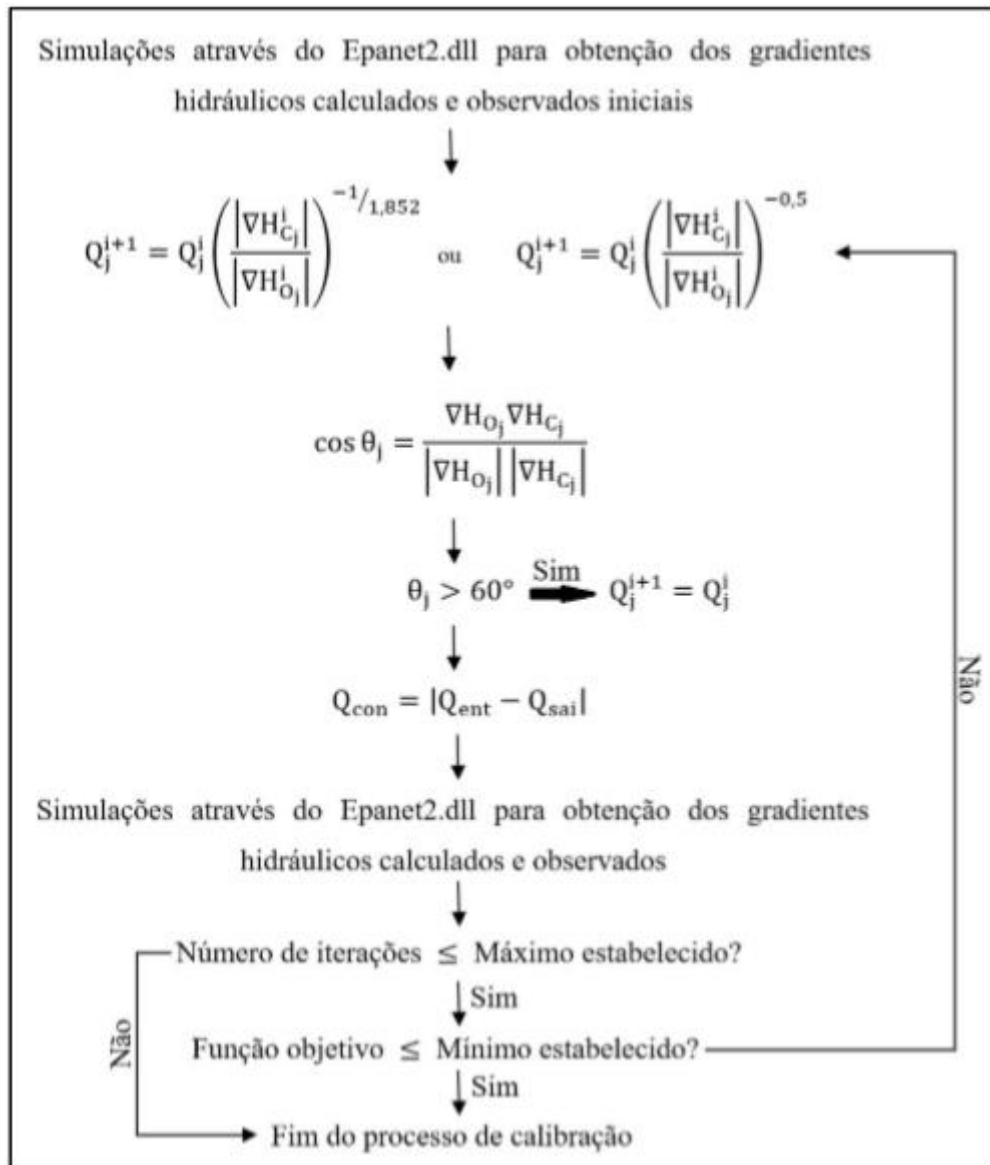 Simulações através do Epanet2.dll para obtenção dos gradientes
hidráulicos calculados e observados iniciais
Q_j^{i+1} = Q_j^i (|∇H_{C_j}^i| / |∇H_{O_j}^i|)^{-1/1,852} ou Q_j^{i+1} = Q_j^i (|∇H_{C_j}^i| / |∇H_{O_j}^i|)^{-0,5}
cos θ_j = ∇H_{O_j} ∇H_{C_j} / |∇H_{O_j}| |∇H_{C_j}|
θ_j > 60° Sim Q_j^{i+1} = Q_j^i
Q_con = |Q_ent − Q_sai|
Não
Simulações através do Epanet2.dll para obtenção dos gradientes
hidráulicos calculados e observados
Número de iterações ≤ Máximo estabelecido?
Sim
Não
Função objetivo ≤ Mínimo estabelecido?
Sim
Fim do processo de calibração